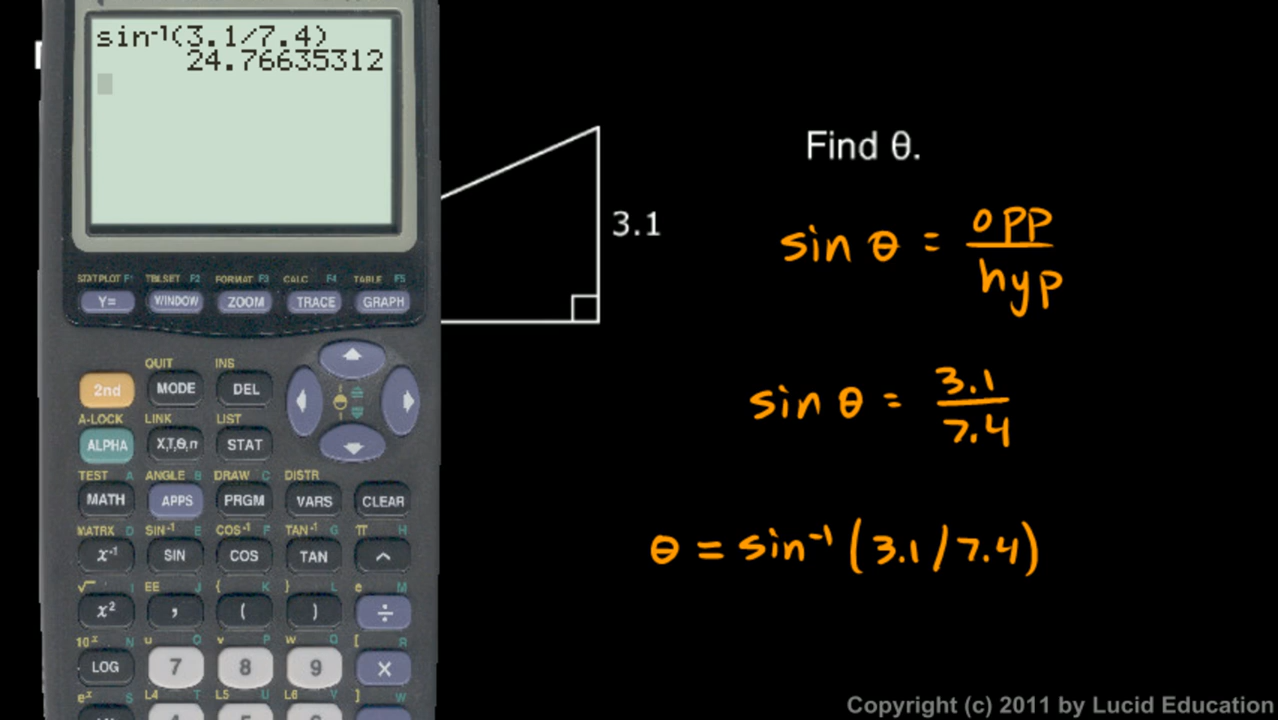 sin⁻¹(3.1/7.4)
24.76635312
3.1
Find θ.
sin θ = opp/hyp
sin θ = 3.1/7.4
θ = sin⁻¹ (3.1/7.4)
STATPLOT F1 TBLSET F2 FORMAT F3 CALC F4 TABLE F5
Y= WINDOW ZOOM TRACE GRAPH
QUIT INS
2nd MODE DEL
A-LOCK LINK LIST
ALPHA X,T,θ,n STAT
TEST A ANGLE B DRAW C DISTR
MATH APPS PRGM VARS CLEAR
MATRX D SIN⁻¹ E COS⁻¹ F TAN⁻¹ G π H
x⁻¹ SIN COS TAN ^
√ I EE J { K } L e M
x² , ( ) ÷
10ˣ N u O v P w Q [ R
LOG 7 8 9 ×
eˣ S L4 T L5 U L6 V ] W
Copyright (c) 2011 by Lucid Education